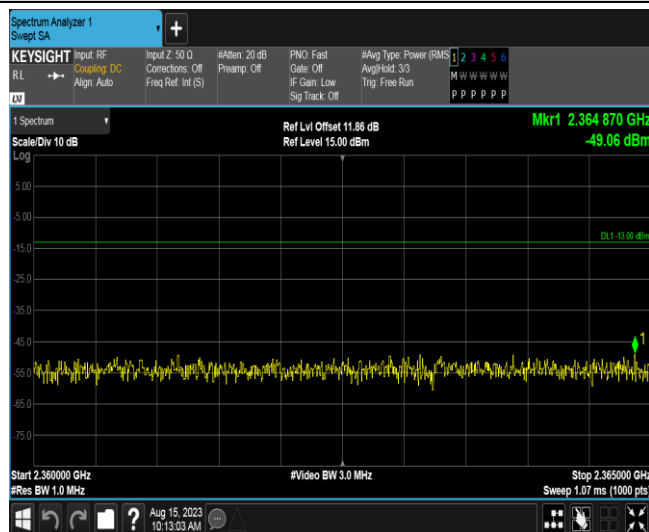 Spectrum Analyzer 1
Swept SA
+
KEYSIGHT Input: RF Input Z: 50 Ω #Atten: 20 dB PNO: Fast #Avg Type: Power (RMS 1 2 3 4 5 6
RL Coupling: DC Corrections: Off Preamp: Off Gate: Off Avg|Hold: 3/3 M W W W W W
Align: Auto Freq Ref: Int (S) IF Gain: Low Trig: Free Run
LXI Sig Track: Off P P P P P P
1 Spectrum Ref Lvl Offset 11.86 dB Mkr1 2.364 870 GHz
Scale/Div 10 dB Ref Level 15.00 dBm -49.06 dBm
Log
5.00
-5.00
DL1 -13.00 dBm
-15.0
-25.0
-35.0
-45.0
1
-55.0
-65.0
-75.0
Start 2.360000 GHz #Video BW 3.0 MHz Stop 2.365000 GHz
#Res BW 1.0 MHz Sweep 1.07 ms (1000 pts)
? Aug 15, 2023
10:13:03 AM